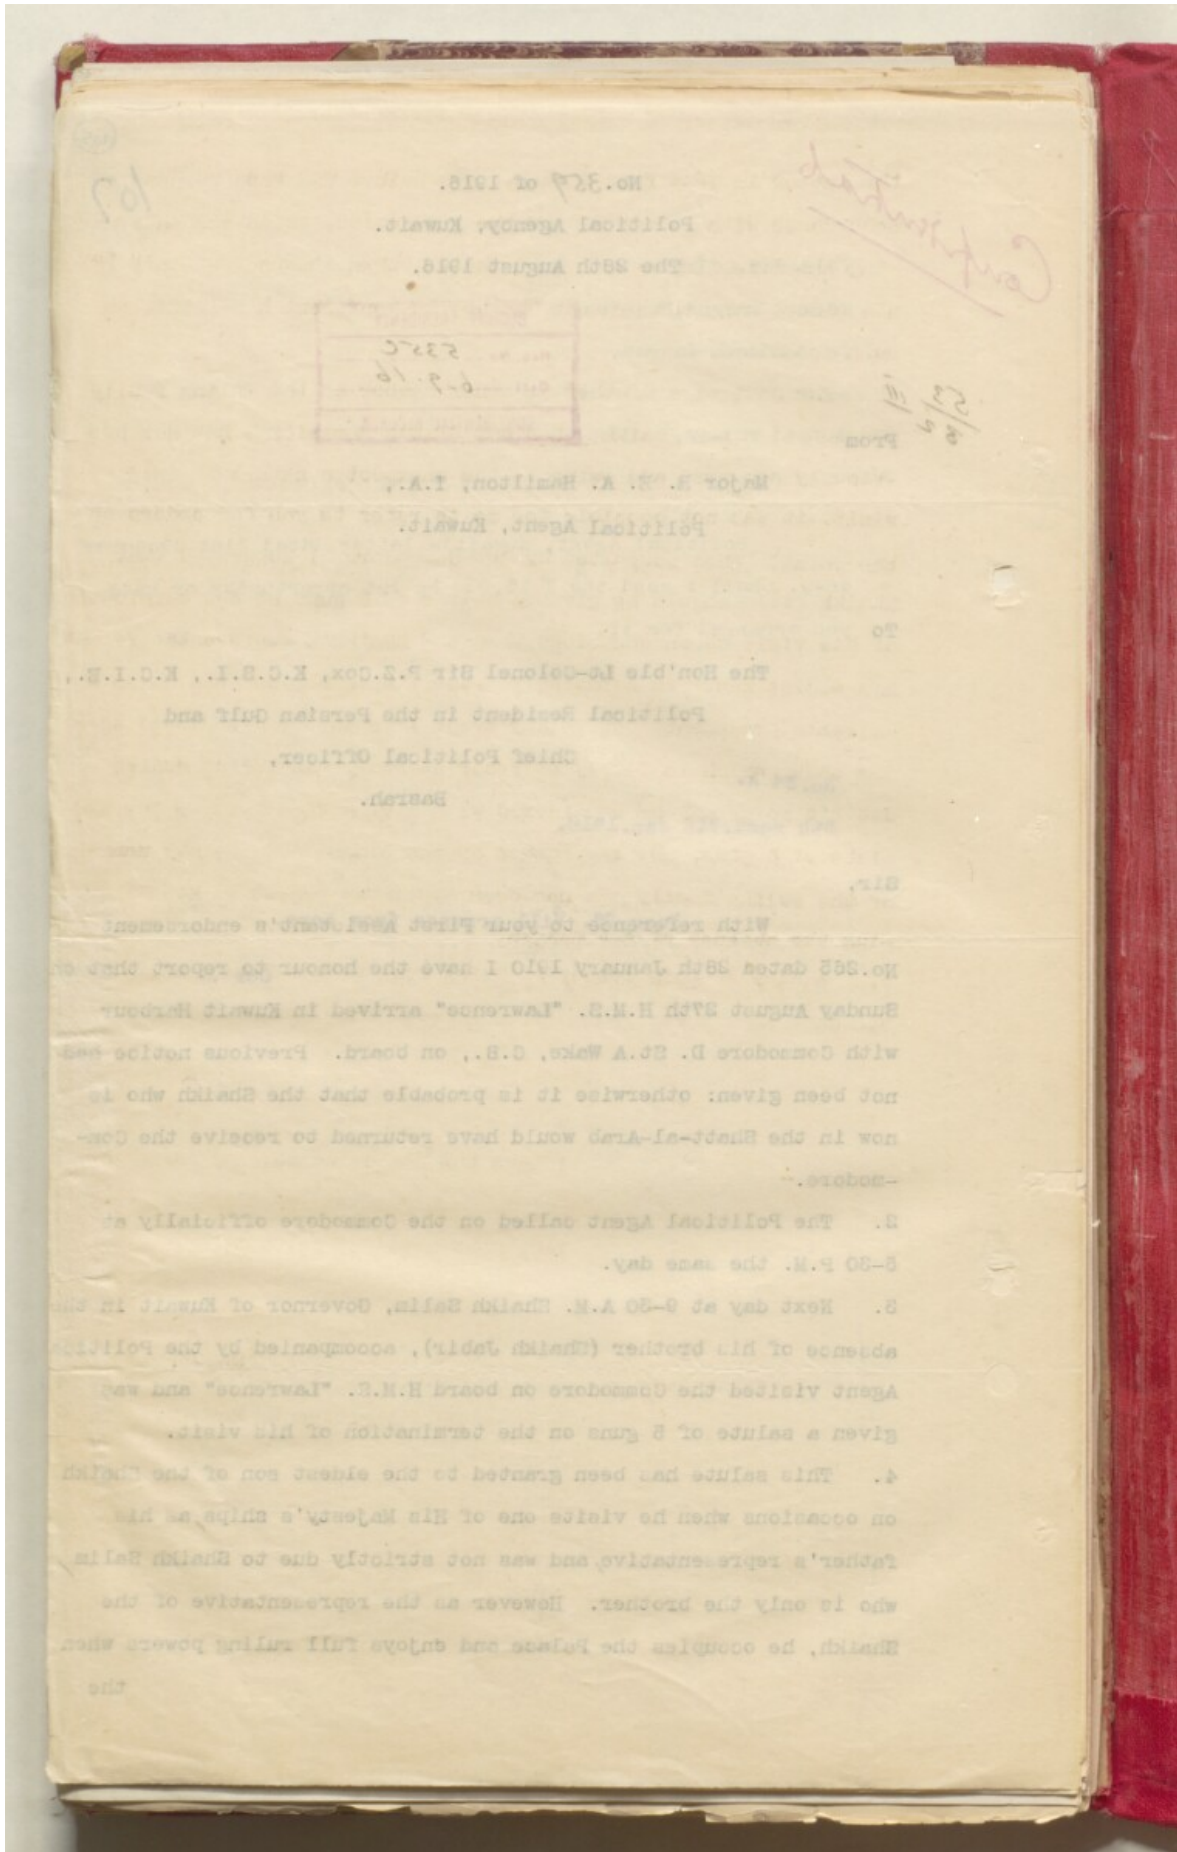 Confidential
107
No.359 of 1916.
Political Agency, Kuwait.
The 28th August 1916.
535 C
6-9.16
From
Major R. E. A. Hamilton, I.A.,
Political Agent, Kuwait.
To
The Hon'ble Lt-Colonel Sir P.Z.Cox, K.C.S.I., K.C.I.E.,
Political Resident in the Persian Gulf and
Chief Political Officer,
Basrah.
Sir,
With reference to your First Assistant's endorsement
No.265 dated 28th January 1910 I have the honour to report that on
Sunday August 27th H.M.S. "Lawrence" arrived in Kuwait Harbour
with Commodore D. St.A Wake, C.B., on board. Previous notice had
not been given: otherwise it is probable that the Shaikh who is
now in the Shatt-al-Arab would have returned to receive the Com-
-modore.
2. The Political Agent called on the Commodore officially at
5-30 P.M. the same day.
3. Next day at 9-30 A.M. Shaikh Salim, Governor of Kuwait in the
absence of his brother (Shaikh Jabir), accompanied by the Politica
Agent visited the Commodore on board H.M.S. "Lawrence" and was
given a salute of 5 guns on the termination of his visit.
4. This salute has been granted to the eldest son of the Shaikh
on occasions when he visits one of His Majesty's ships as his
father's representative, and was not strictly due to Shaikh Salim
who is only the brother. However as the representative of the
Shaikh, he occupies the Palace and enjoys full ruling powers when
the